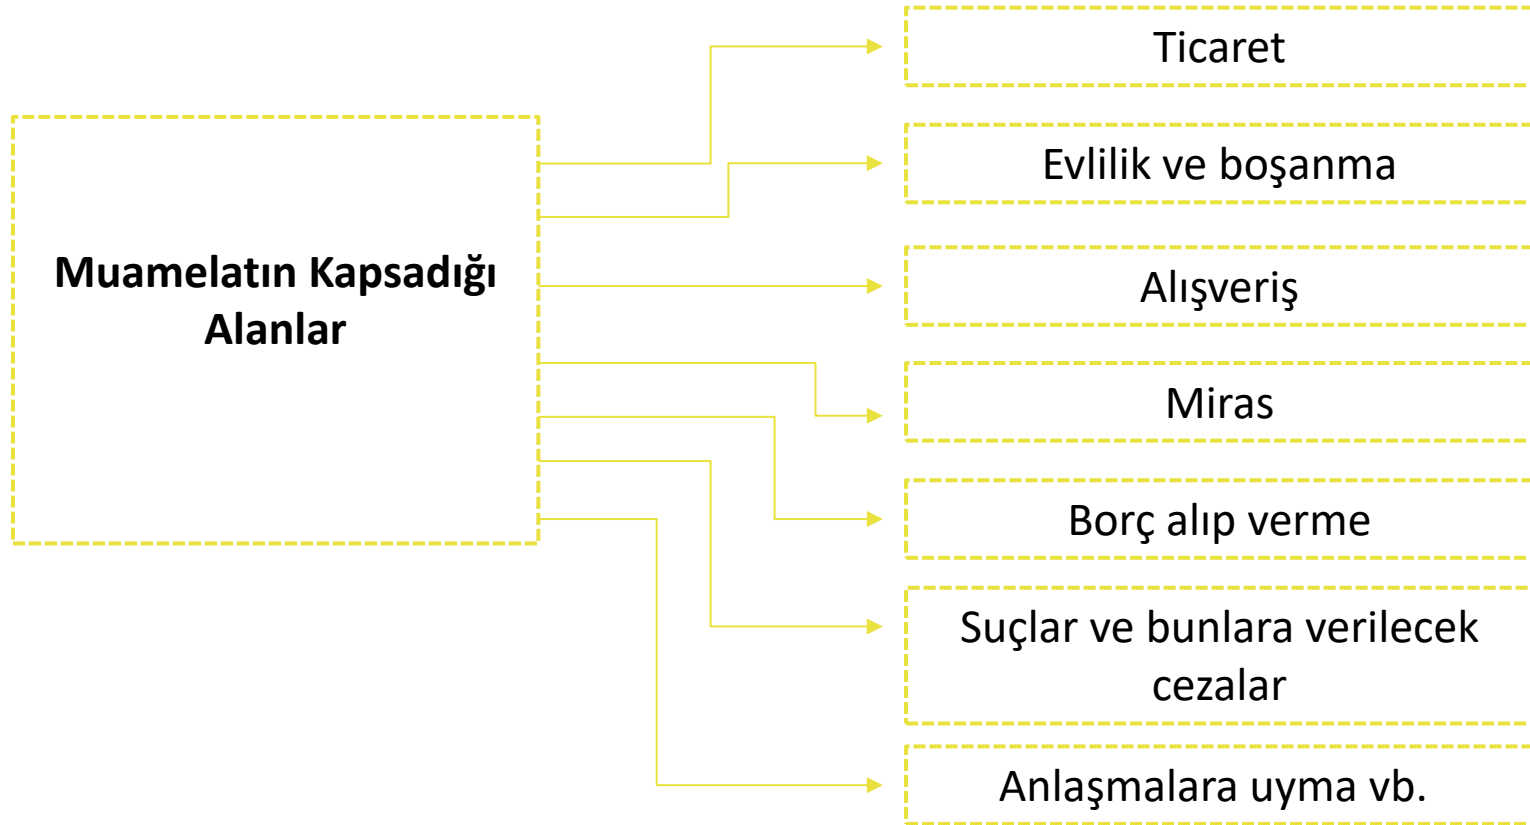 Muamelatın Kapsadığı
Alanlar
Ticaret
Evlilik ve boşanma
Alışveriş
Miras
Borç alıp verme
Suçlar ve bunlara verilecek
cezalar
Anlaşmalara uyma vb.